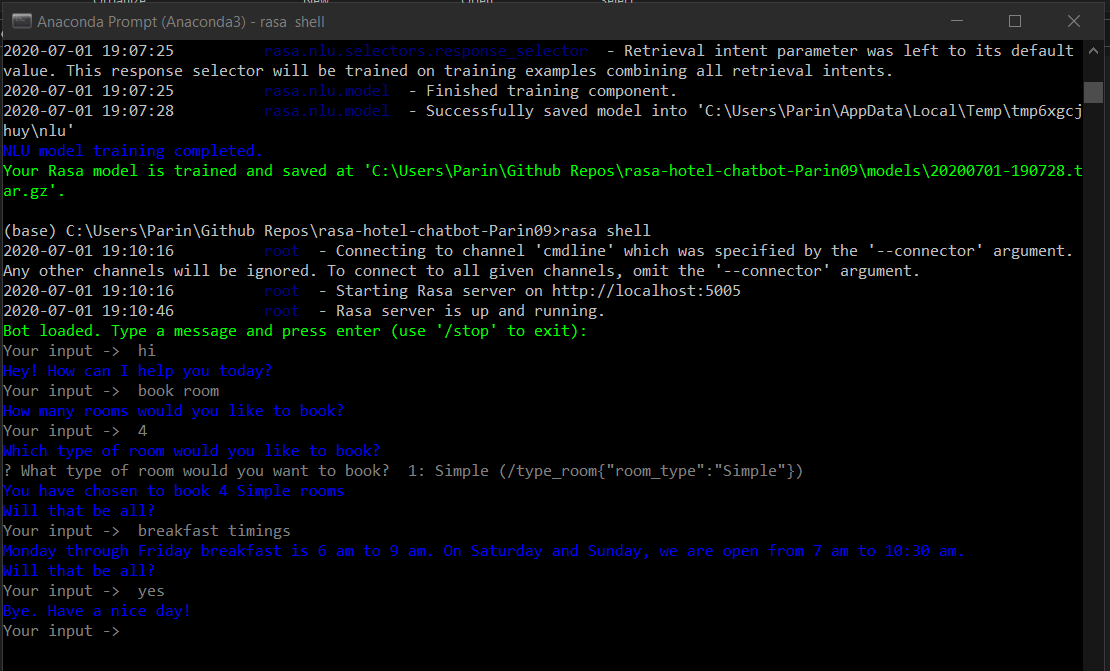 Anaconda Prompt (Anaconda3) - rasa shell
2020-07-01 19:07:25 rasa.nlu.selectors.response_selector - Retrieval intent parameter was left to its default
value. This response selector will be trained on training examples combining all retrieval intents.
2020-07-01 19:07:25 rasa.nlu.model - Finished training component.
2020-07-01 19:07:28 rasa.nlu.model - Successfully saved model into 'C:\Users\Parin\AppData\Local\Temp\tmp6xgcj
huy\nlu'
NLU model training completed.
Your Rasa model is trained and saved at 'C:\Users\Parin\Github Repos\rasa-hotel-chatbot-Parin09\models\20200701-190728.t
ar.gz'.
(base) C:\Users\Parin\Github Repos\rasa-hotel-chatbot-Parin09>rasa shell
2020-07-01 19:10:16 root - Connecting to channel 'cmdline' which was specified by the '--connector' argument.
Any other channels will be ignored. To connect to all given channels, omit the '--connector' argument.
2020-07-01 19:10:16 root - Starting Rasa server on http://localhost:5005
2020-07-01 19:10:46 root - Rasa server is up and running.
Bot loaded. Type a message and press enter (use '/stop' to exit):
Your input -> hi
Hey! How can I help you today?
Your input -> book room
How many rooms would you like to book?
Your input -> 4
Which type of room would you like to book?
? What type of room would you want to book? 1: Simple (/type_room{"room_type":"Simple"})
You have chosen to book 4 Simple rooms
Will that be all?
Your input -> breakfast timings
Monday through Friday breakfast is 6 am to 9 am. On Saturday and Sunday, we are open from 7 am to 10:30 am.
Will that be all?
Your input -> yes
Bye. Have a nice day!
Your input ->